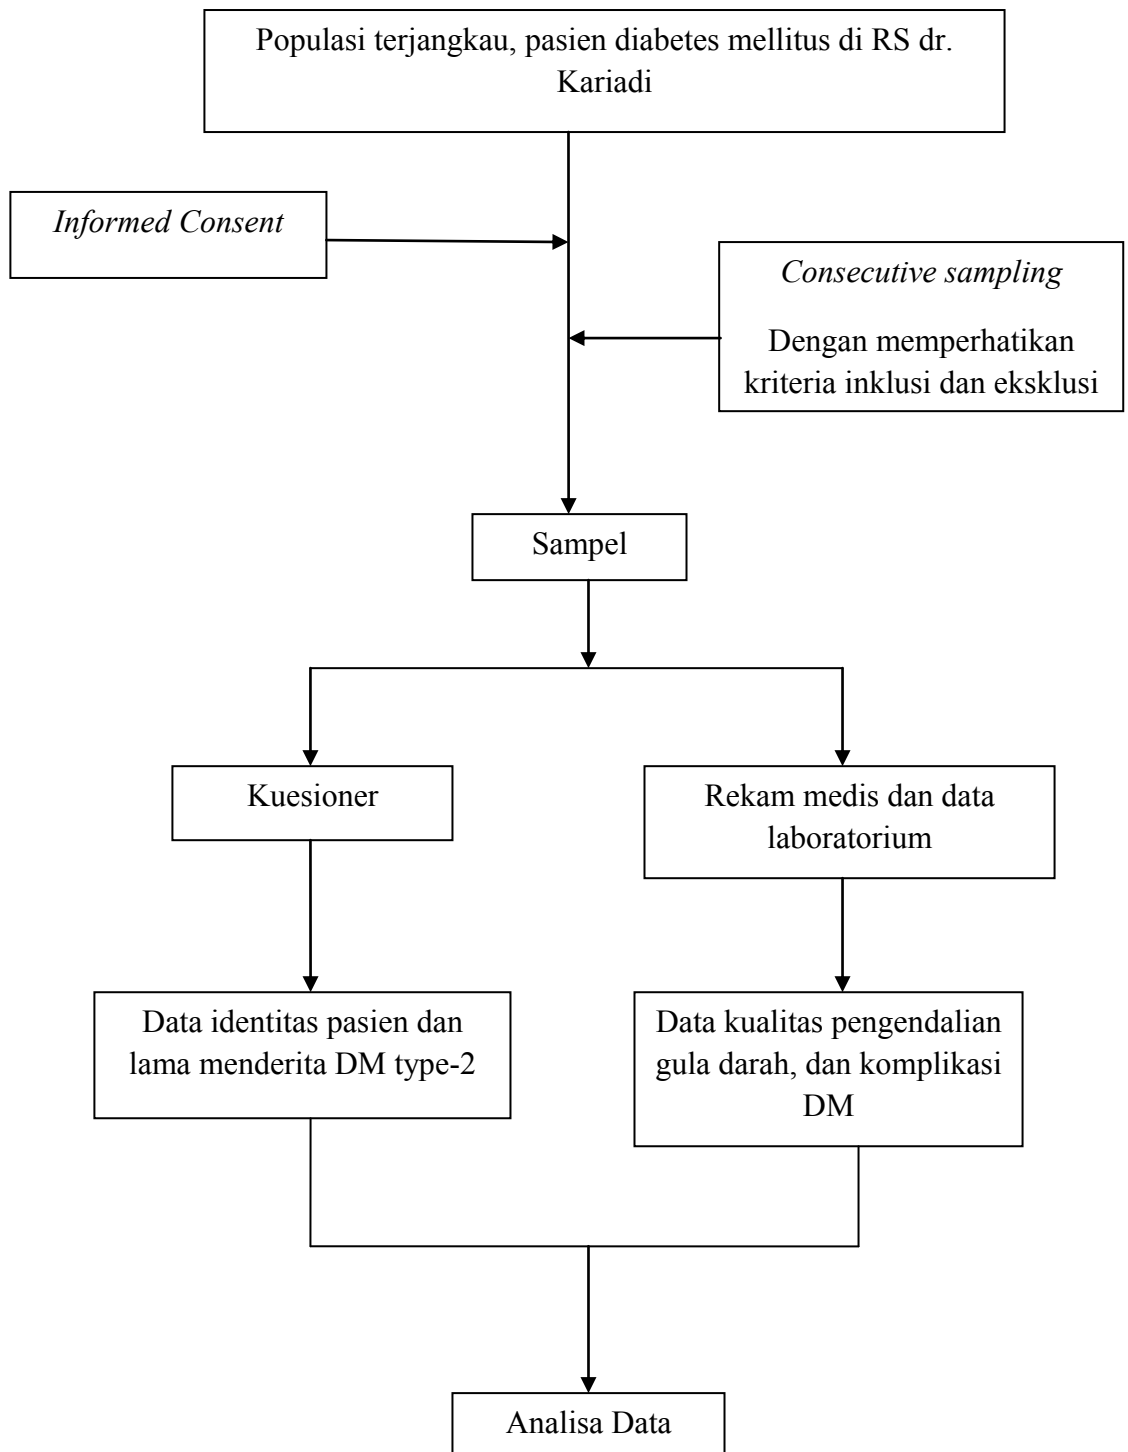 Populasi terjangkau, pasien diabetes mellitus di RS dr.
Kariadi
Informed Consent
Consecutive sampling
Dengan memperhatikan
kriteria inklusi dan eksklusi
Sampel
Kuesioner
Rekam medis dan data
laboratorium
Data identitas pasien dan
lama menderita DM type-2
Data kualitas pengendalian
gula darah, dan komplikasi
DM
Analisa Data